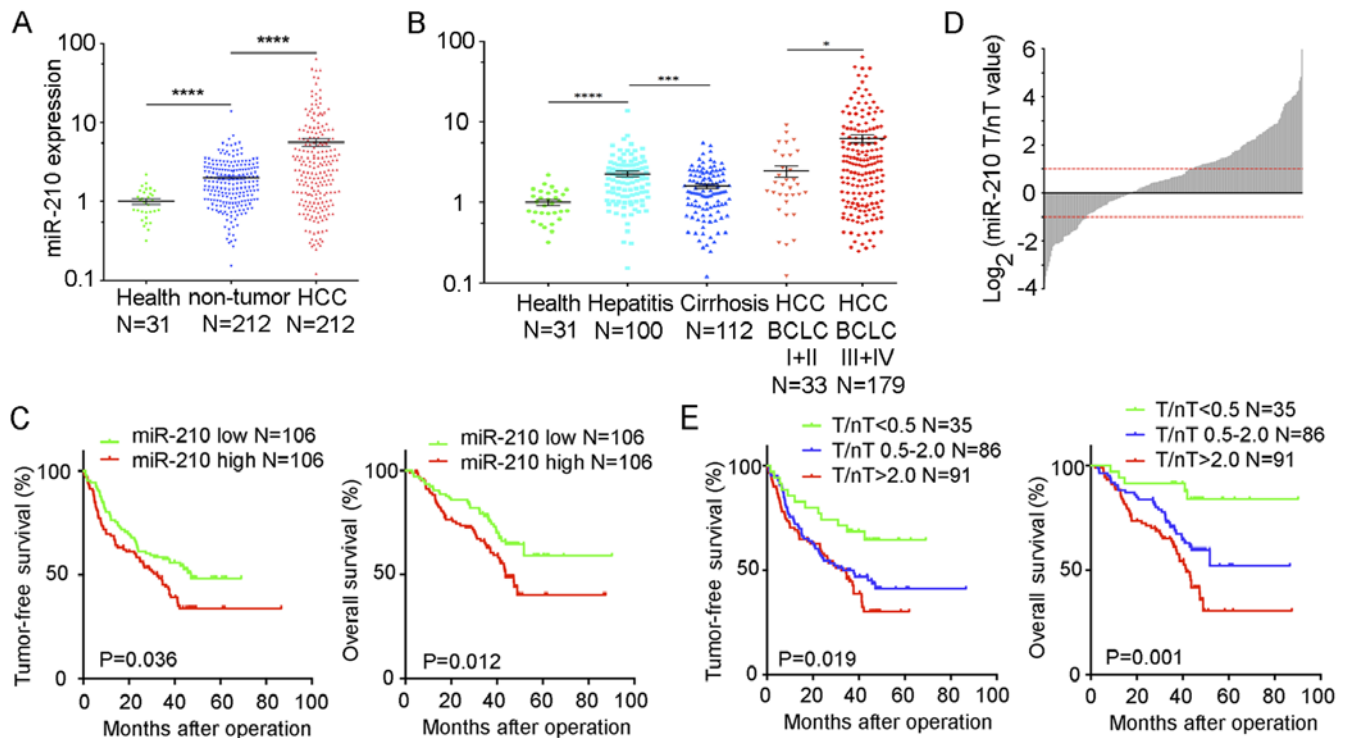 A
miR-210 expression
100
10
1
0.1
****
****
Health
N=31
non-tumor
N=212
HCC
N=212
B
100
10
1
0.1
****
***
*
Health
N=31
Hepatitis
N=100
Cirrhosis
N=112
HCC
BCLC
I+II
N=33
HCC
BCLC
III+IV
N=179
D
Log2 (miR-210 T/nT value)
6
4
2
0
-2
-4
C
miR-210 low N=106
miR-210 high N=106
Tumor-free survival (%)
100
50
0
P=0.036
0 20 40 60 80 100
Months after operation
miR-210 low N=106
miR-210 high N=106
Overall survival (%)
100
50
0
P=0.012
0 20 40 60 80 100
Months after operation
E
T/nT<0.5 N=35
T/nT 0.5-2.0 N=86
T/nT>2.0 N=91
Tumor-free survival (%)
100
50
0
P=0.019
0 20 40 60 80 100
Months after operation
T/nT<0.5 N=35
T/nT 0.5-2.0 N=86
T/nT>2.0 N=91
Overall survival (%)
100
50
0
P=0.001
0 20 40 60 80 100
Months after operation